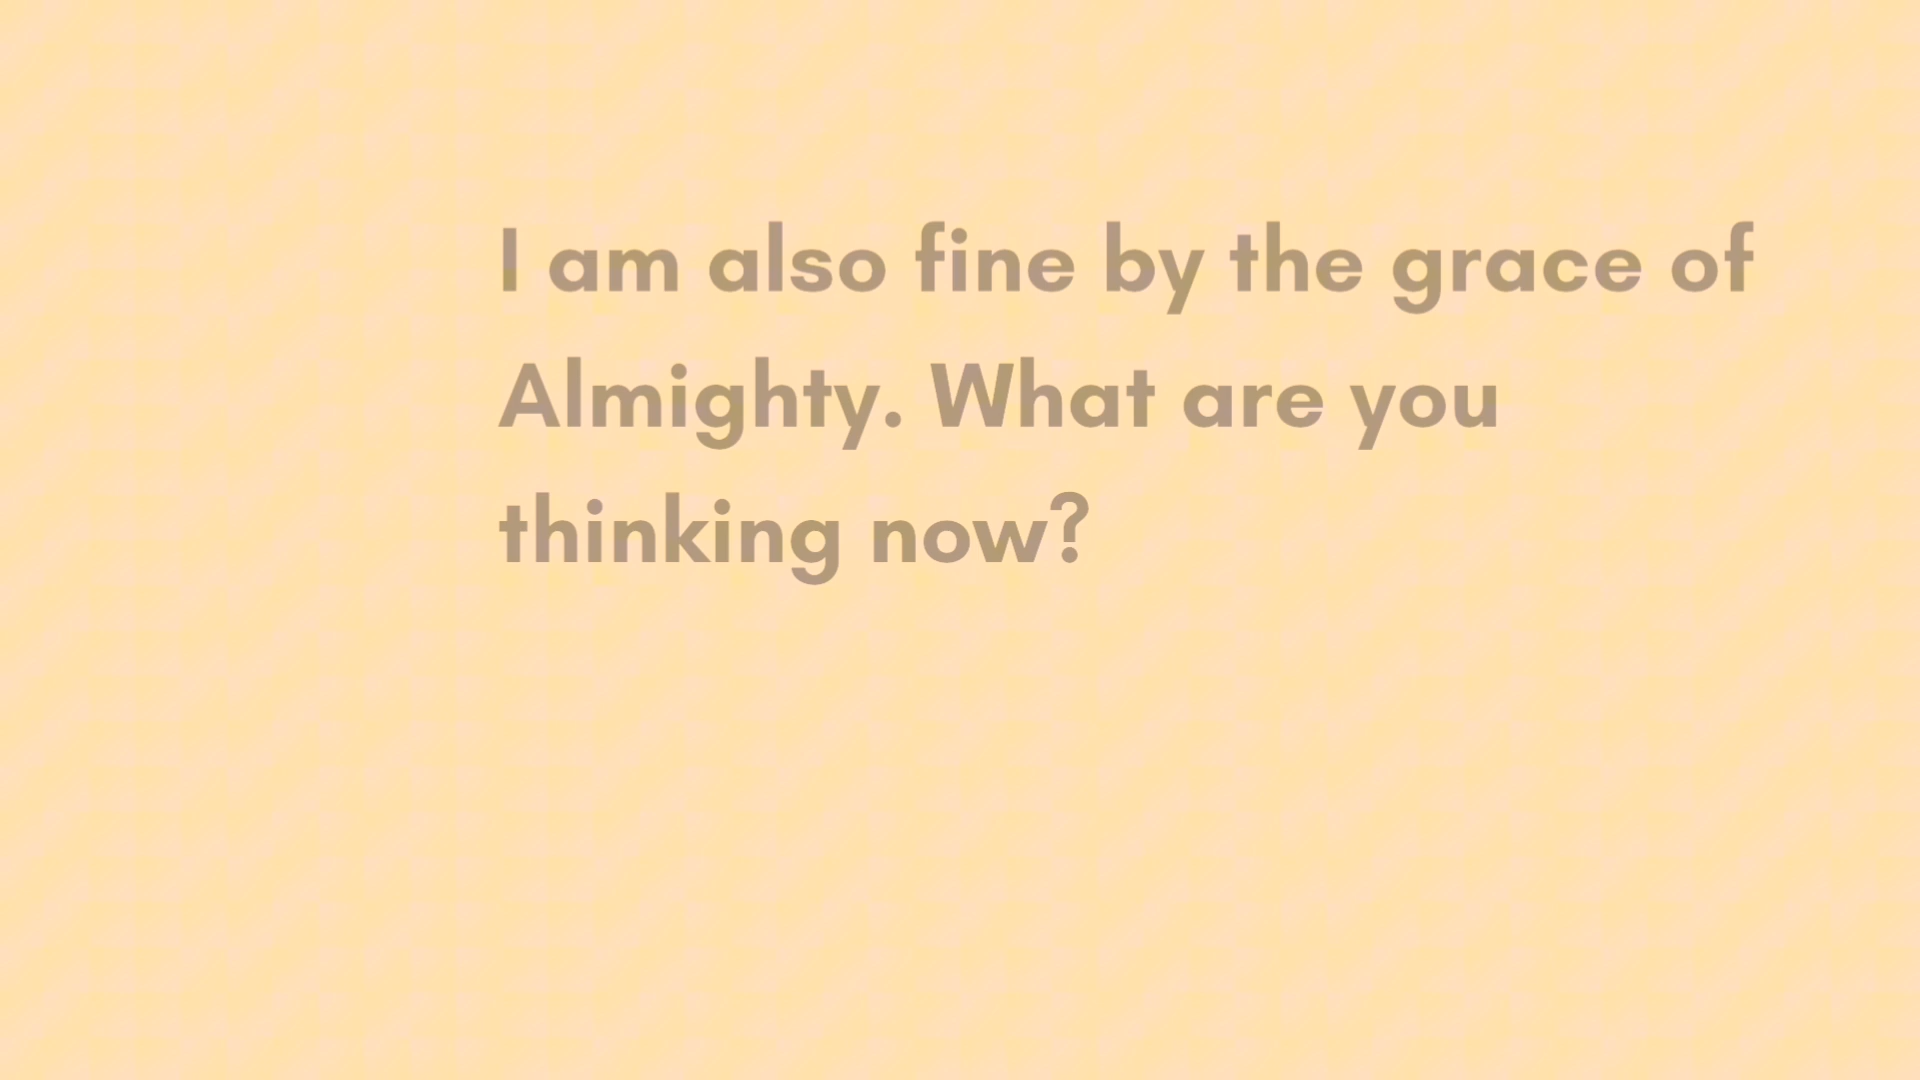 I am also fine by the grace of
Almighty. What are you
thinking now?